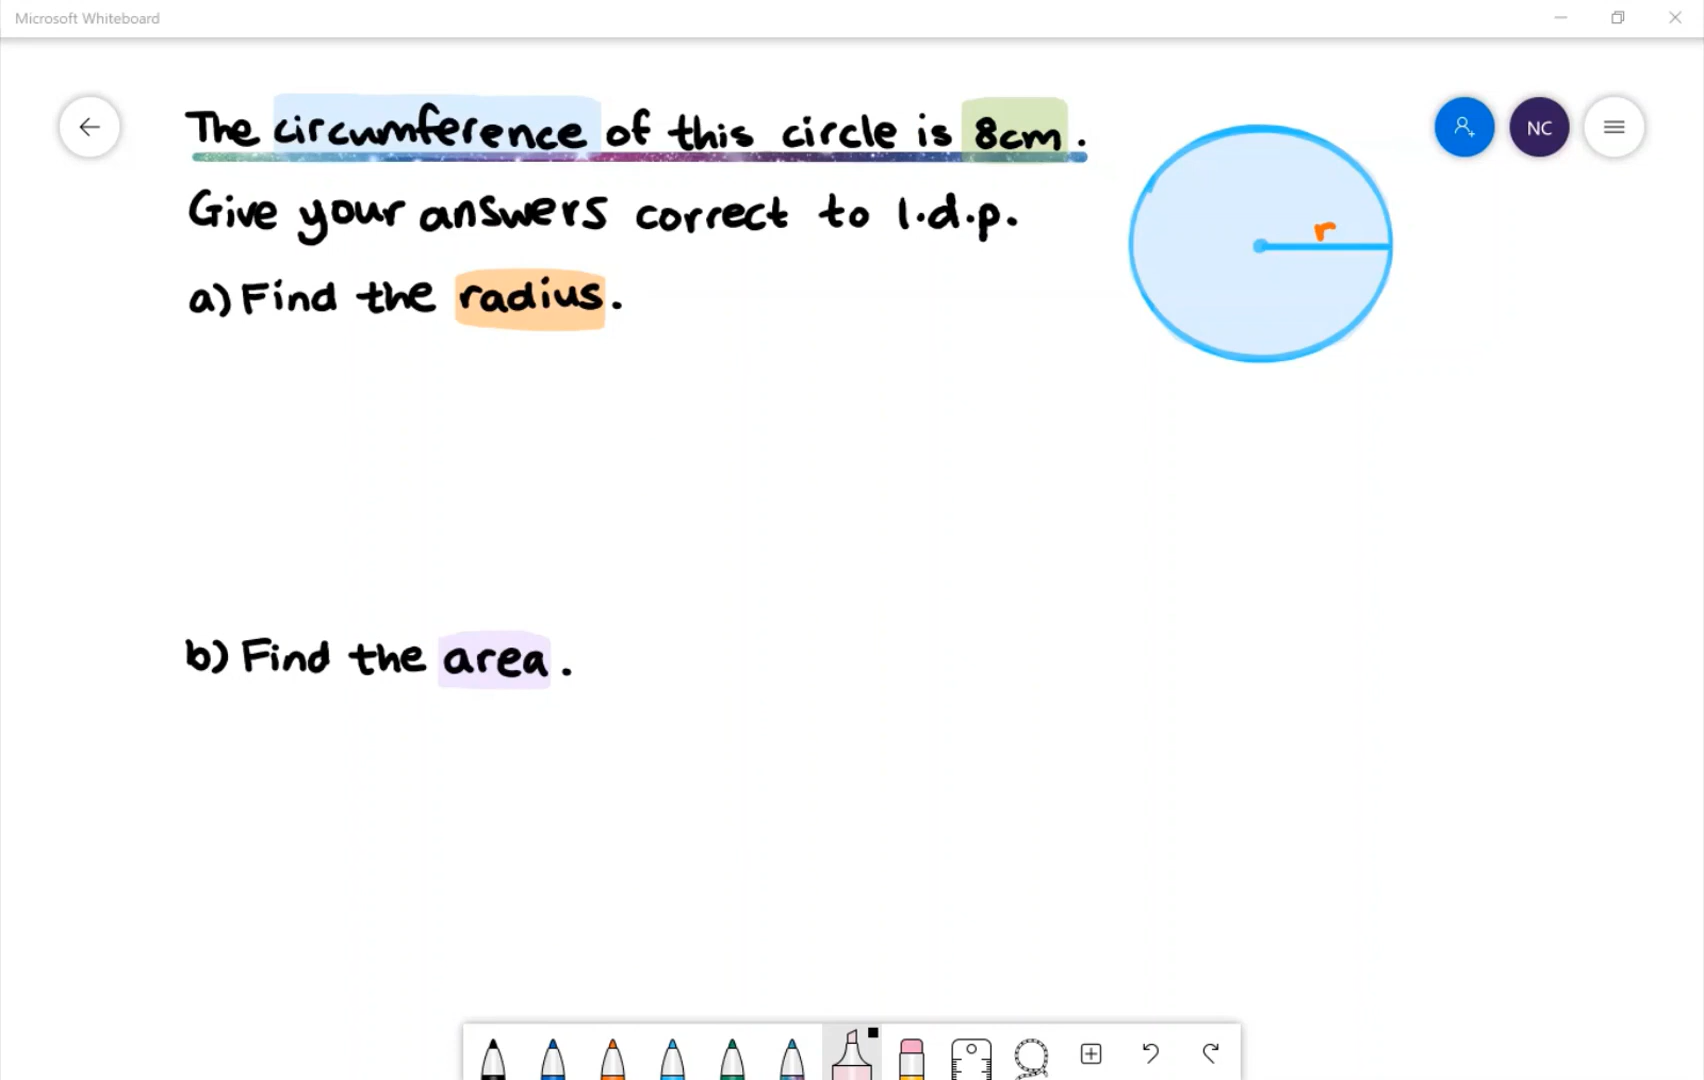 Microsoft Whiteboard
The circumference of this circle is 8cm.
NC
Give your answers correct to 1.d.p.
r
a) Find the radius.
b) Find the area.